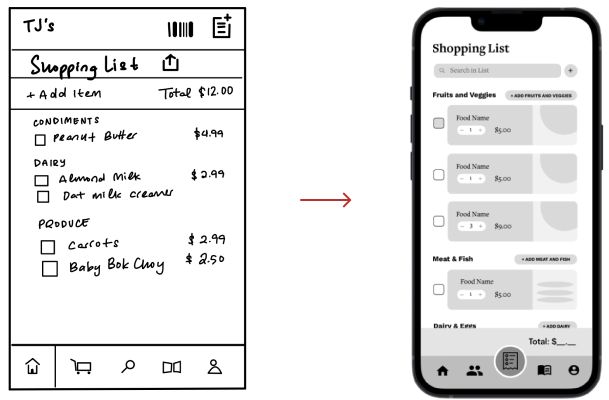 TJ's
Shopping List
+ Add Item Total $12.00
CONDIMENTS
Peanut Butter $4.99
DAIRY
Almond Milk $2.99
Oat milk creamer
PRODUCE
Carrots $2.99
Baby Bok Choy $2.50
Shopping List
Search in List +
Fruits and Veggies + ADD FRUITS AND VEGGIES
Food Name
- 1 + $5.00
Food Name
- 1 + $5.00
Food Name
- 3 + $9.00
Meat & Fish + ADD MEAT AND FISH
Food Name
- 1 + $5.00
Dairy & Eggs + ADD DAIRY
Total: $__.__